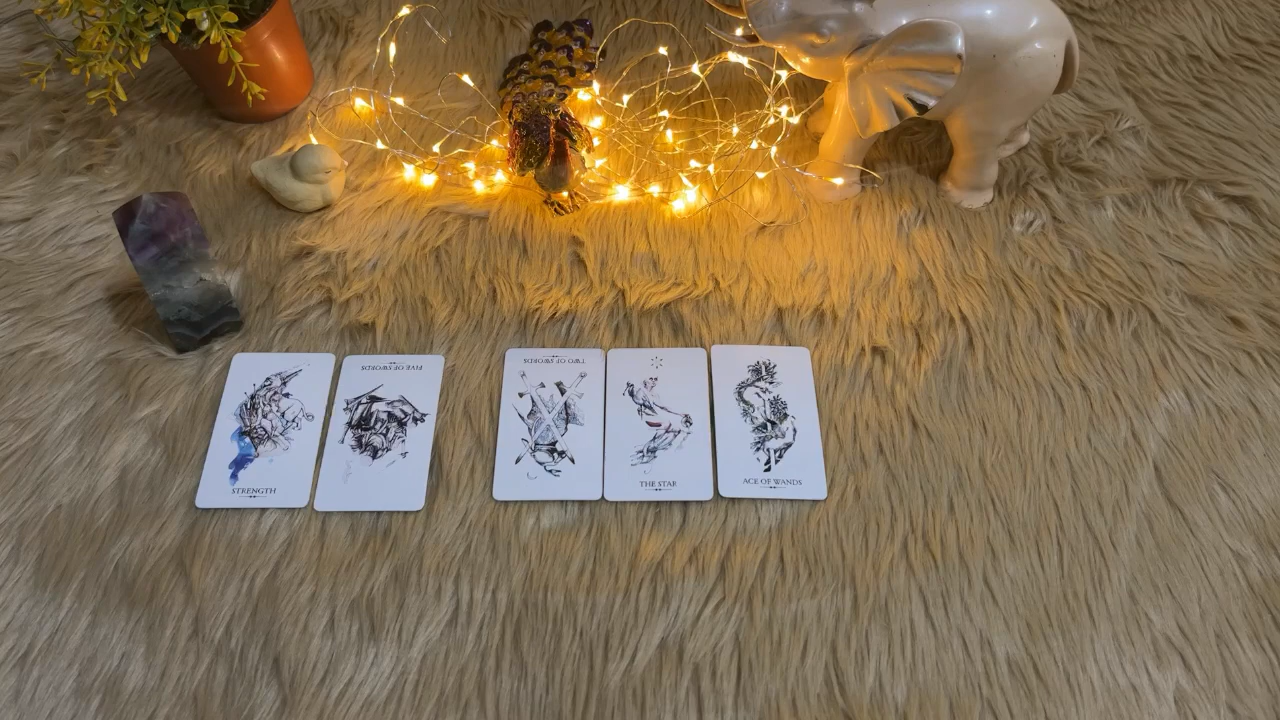 STRENGTH
FIVE OF SWORDS
TWO OF SWORDS
THE STAR
ACE OF WANDS